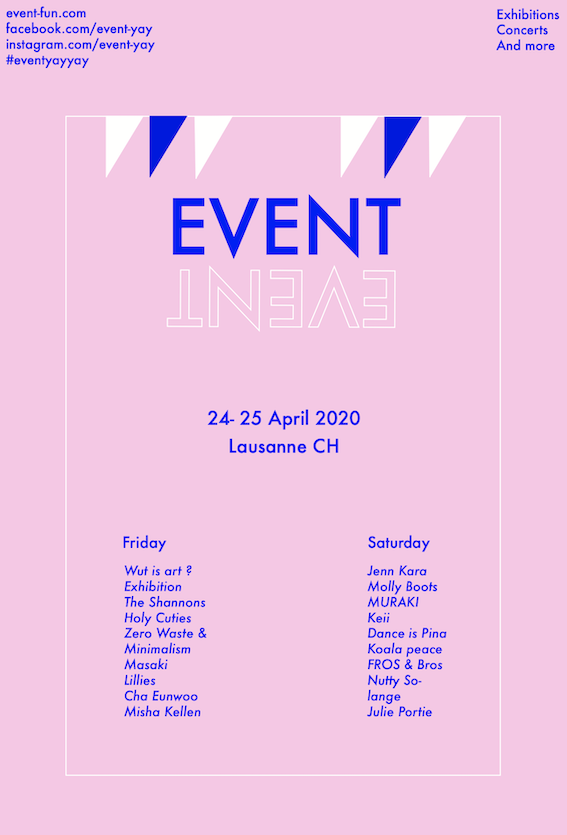 event-fun.com
facebook.com/event-yay
instagram.com/event-yay
#eventyayyay
Exhibitions
Concerts
And more
EVENT
EVENT
24- 25 April 2020
Lausanne CH
Friday
Wut is art ?
Exhibition
The Shannons
Holy Cuties
Zero Waste &
Minimalism
Masaki
Lillies
Cha Eunwoo
Misha Kellen
Saturday
Jenn Kara
Molly Boots
MURAKI
Keii
Dance is Pina
Koala peace
FROS & Bros
Nutty So-
lange
Julie Portie